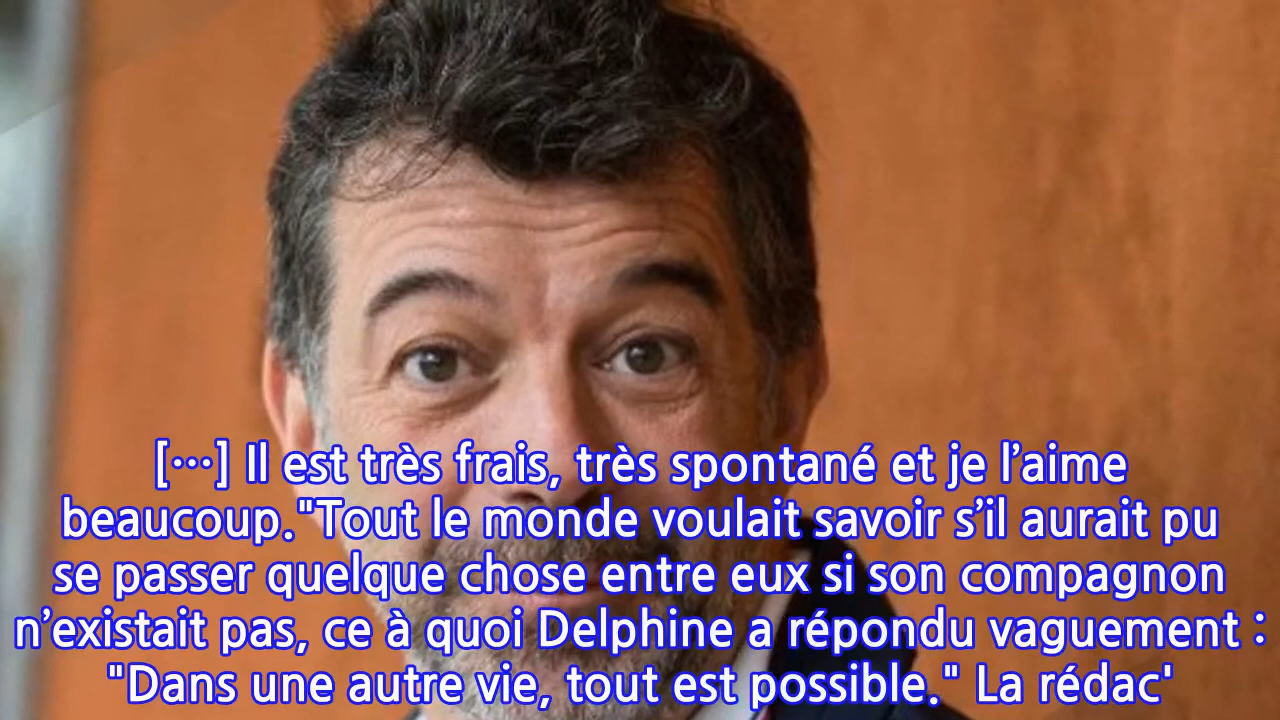 […] Il est très frais, très spontané et je l’aime
beaucoup."Tout le monde voulait savoir s’il aurait pu
se passer quelque chose entre eux si son compagnon
n’existait pas, ce à quoi Delphine a répondu vaguement :
"Dans une autre vie, tout est possible." La rédac'